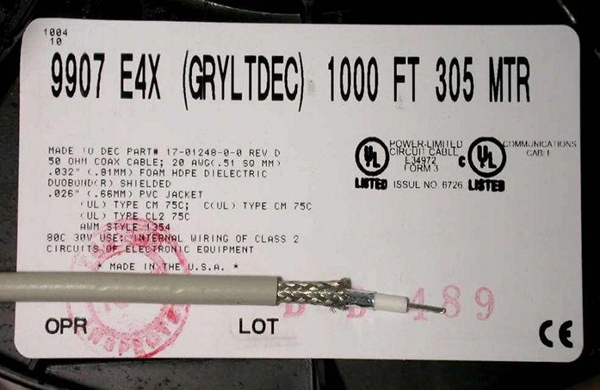 1004
10
9907 E4X (GRYLTDEC) 1000 FT 305 MTR
MADE TO DEC PART# 17-01248-0-0 REV D
50 OHM COAX CABLE; 20 AWG(.51 SQ MM)
.032" (.81MM) FOAM HDPE DIELECTRIC
DUOBOND(R) SHIELDED
.026" (.66MM) PVC JACKET
(UL) TYPE CM 75C; C(UL) TYPE CM 75C
(UL) TYPE CL2 75C
AWM STYLE 1354
80C 30V USE: INTERNAL WIRING OF CLASS 2
CIRCUITS OF ELECTRONIC EQUIPMENT
* MADE IN THE U.S.A. *
UL
LISTED
POWER-LIMITED
CIRCUIT CABLE
E34972
FORM 3
ISSUE NO. 6726
C UL
LISTED
COMMUNICATIONS
CABLE
489
OPR LOT
CE